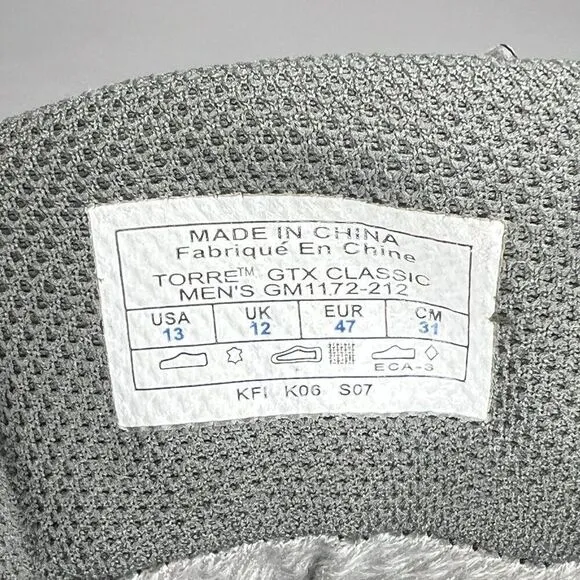 MADE IN CHINA
Fabriqué En Chine
TORRE™ GTX CLASSIC
MEN'S GM1172-212
USA UK EUR CM
13 12 47 31
ECA-3
KFI K06 S07